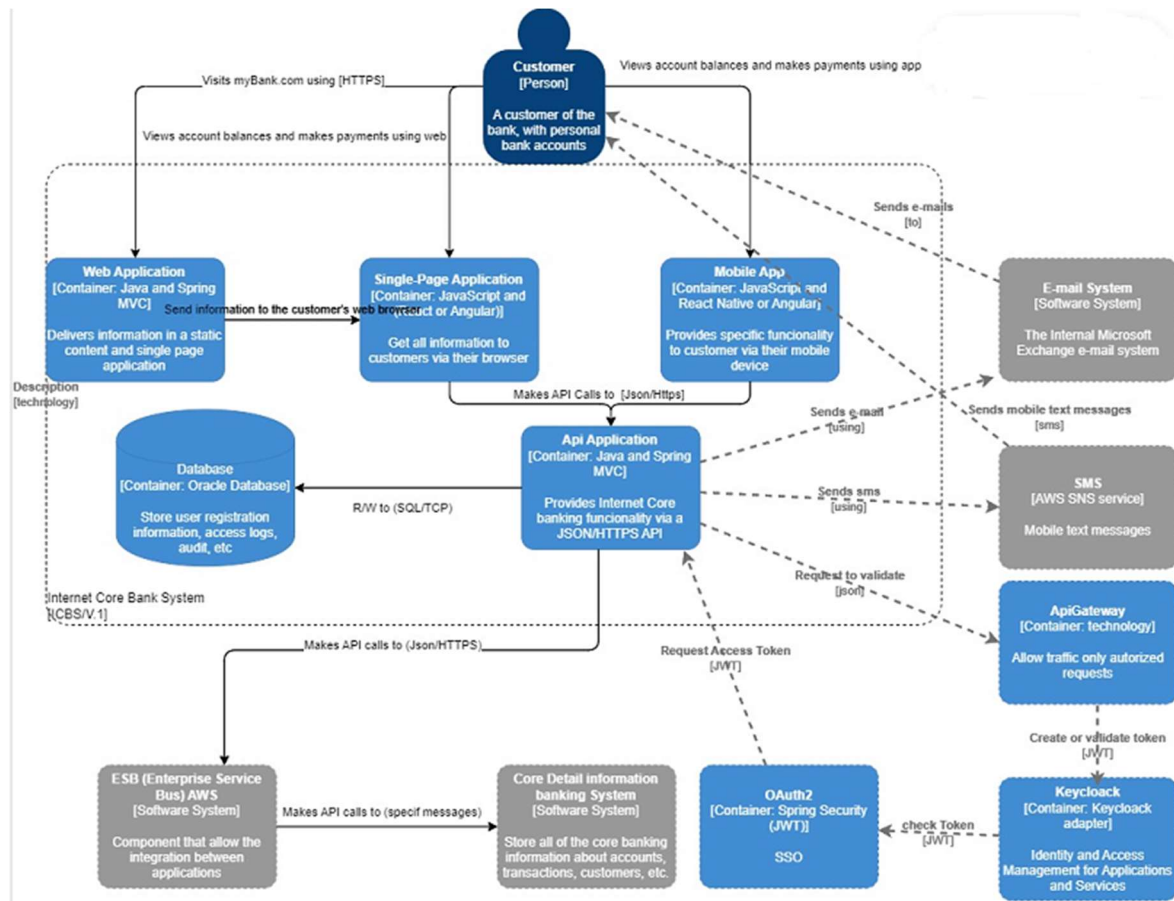 Customer
[Person]
A customer of the
bank, with personal
bank accounts
Views account balances and makes payments using app
Visits myBank.com using [HTTPS]
Views account balances and makes payments using web
Sends e-mails
[to]
Web Application
[Container: Java and Spring
MVC]
Delivers information in a static
content and single page
application
Send information to the customer's web browser
Single-Page Application
[Container: JavaScript and
(React or Angular)]
Get all information to
customers via their browser
Mobile App
[Container: JavaScript and
React Native or Angular]
Provides specific funcionality
to customer via their mobile
device
E-mail System
[Software System]
The Internal Microsoft
Exchange e-mail system
Description
[technology]
Makes API Calls to [Json/Https]
Sends e-mail
[using]
Sends mobile text messages
[sms]
Database
[Container: Oracle Database]
Store user registration
information, access logs,
audit, etc
R/W to (SQL/TCP)
Api Application
[Container: Java and Spring
MVC]
Provides Internet Core
banking funcionality via a
JSON/HTTPS API
Sends sms
[using]
SMS
[AWS SNS service]
Mobile text messages
Request to validate
[json]
Internet Core Bank System
[ICBS/V.1]
ApiGateway
[Container: technology]
Allow traffic only autorized
requests
Makes API calls to (Json/HTTPS)
Request Access Token
[JWT]
Create or validate token
[JWT]
ESB (Enterprise Service
Bus) AWS
[Software System]
Component that allow the
integration between
applications
Makes API calls to (specif messages)
Core Detail information
banking System
[Software System]
Store all of the core banking
information about accounts,
transactions, customers, etc.
OAuth2
[Container: Spring Security
(JWT)]
SSO
check Token
[JWT]
Keycloack
[Container: Keycloack
adapter]
Identity and Access
Management for Applications
and Services